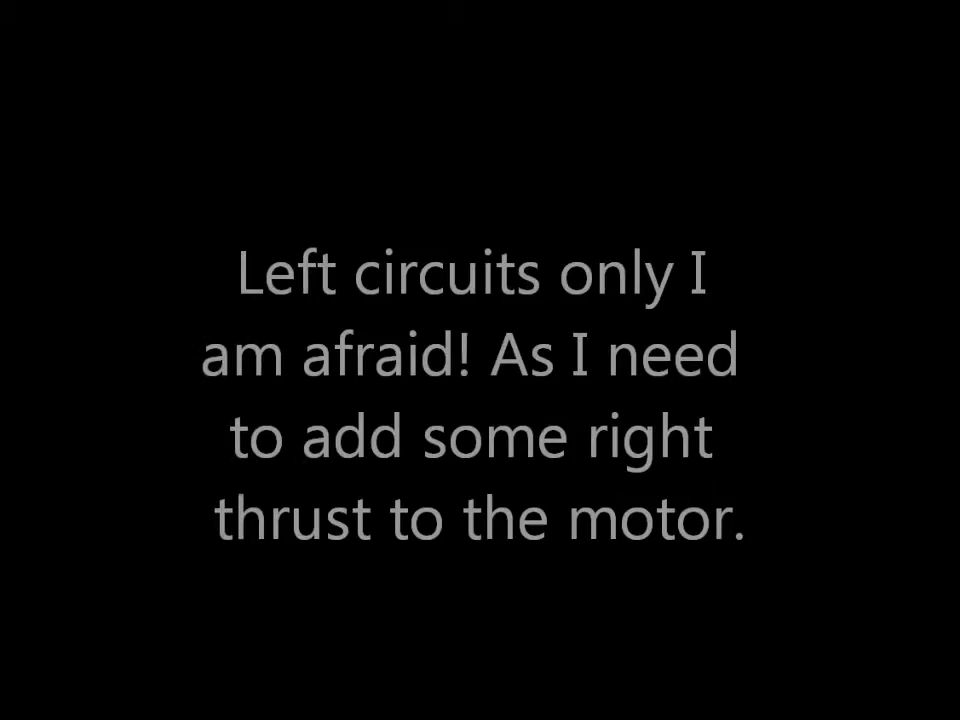 Left circuits only I
am afraid! As I need
to add some right
thrust to the motor.